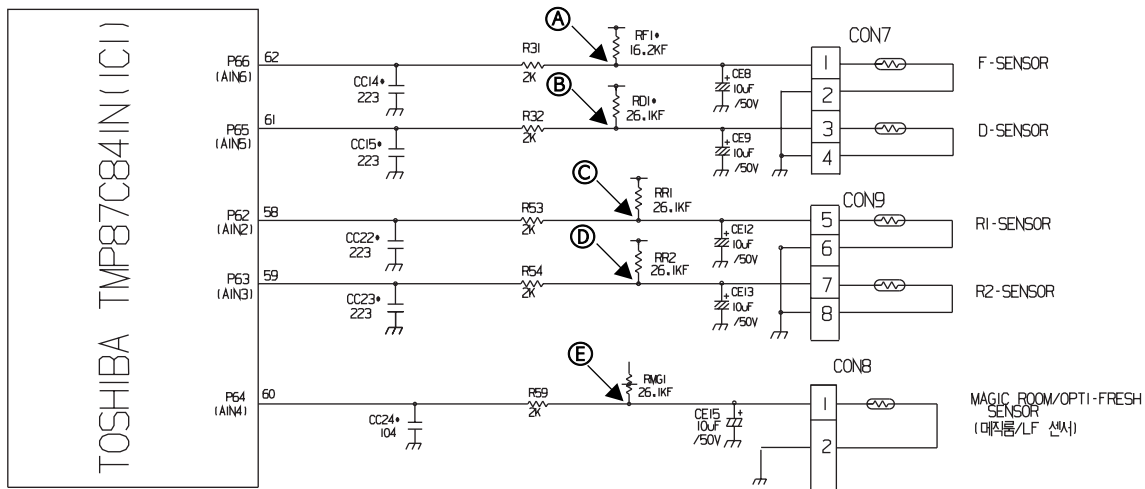 TOSHIBA TMP87C841N(IC1)
A
RF1*
16.2KF
CON7
P66
(AIN6)
62
R31
2K
CC14*
223
CE8
10uF
/50V
1
2
F-SENSOR
B
RD1*
26.1KF
P65
(AIN5)
61
R32
2K
CC15*
223
CE9
10uF
/50V
3
4
D-SENSOR
C
RR1
26.1KF
CON9
P62
(AIN2)
58
R53
2K
CC22*
223
CE12
10uF
/50V
5
6
R1-SENSOR
D
RR2
26.1KF
P63
(AIN3)
59
R54
2K
CC23*
223
CE13
10uF
/50V
7
8
R2-SENSOR
E
RMG1
26.1KF
CON8
P64
(AIN4)
60
R59
2K
CC24*
104
CE15
10uF
/50V
1
2
MAGIC ROOM/OPTI-FRESH
SENSOR
(매직룸/LF 센서)